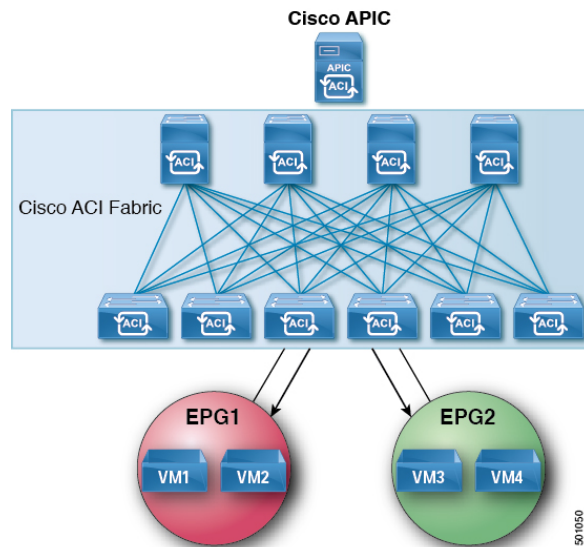 Cisco APIC
APIC
ACI
ACI
ACI
ACI
ACI
Cisco ACI Fabric
ACI
ACI
ACI
ACI
ACI
ACI
EPG1
EPG2
VM1
VM2
VM3
VM4
501050